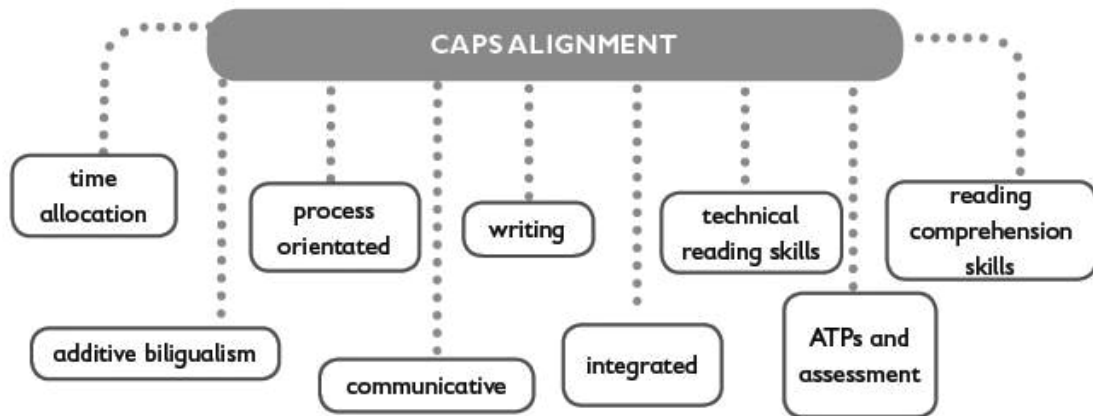 CAPS ALIGNMENT
time
allocation
process
orientated
writing
technical
reading skills
reading
comprehension
skills
additive biligualism
communicative
integrated
ATPs and
assessment